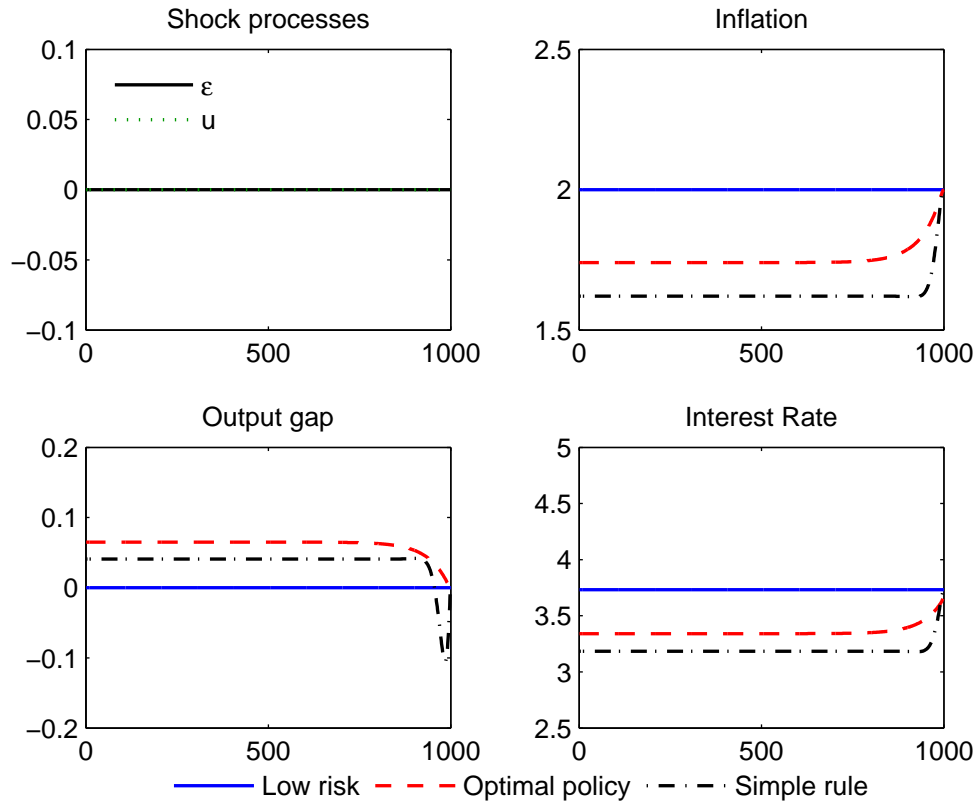 Shock processes
0.1
0.05
0
−0.05
−0.1
ε
u
0 500 1000
Inflation
2.5
2
1.5
0 500 1000
Output gap
0.2
0.1
0
−0.1
−0.2
0 500 1000
Interest Rate
5
4.5
4
3.5
3
2.5
0 500 1000
Low risk Optimal policy Simple rule